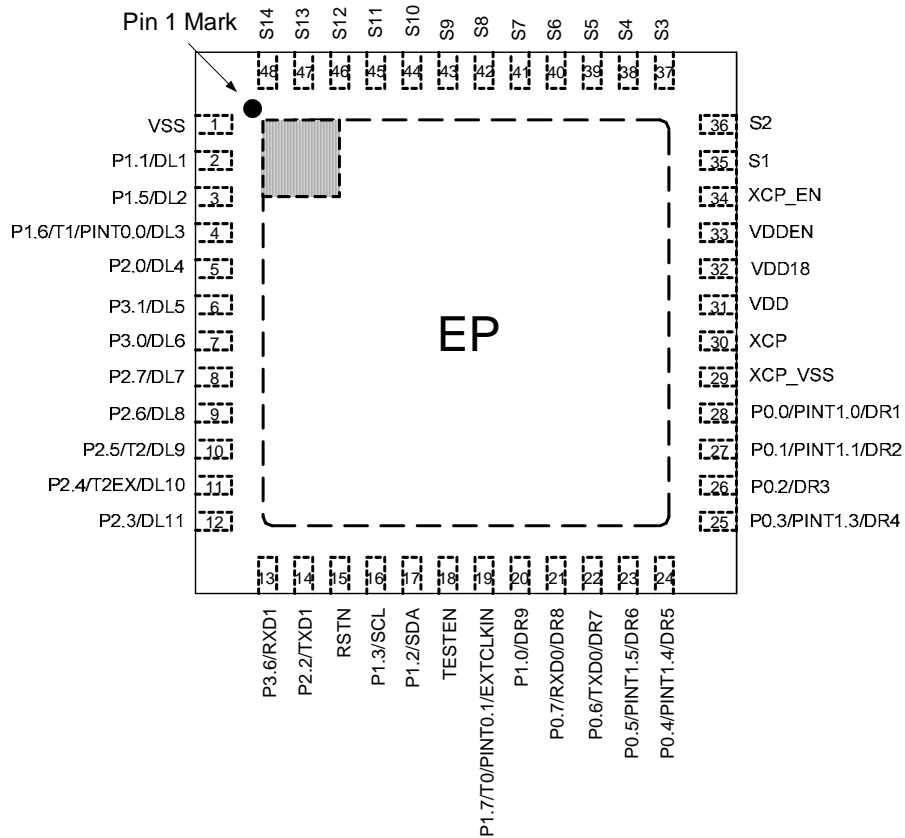 Pin 1 Mark
S14
S13
S12
S11
S10
S9
S8
S7
S6
S5
S4
S3
48
47
46
45
44
43
42
41
40
39
38
37
VSS 1
P1.1/DL1 2
P1.5/DL2 3
P1.6/T1/PINT0.0/DL3 4
P2.0/DL4 5
P3.1/DL5 6
P3.0/DL6 7
P2.7/DL7 8
P2.6/DL8 9
P2.5/T2/DL9 10
P2.4/T2EX/DL10 11
P2.3/DL11 12
EP
36 S2
35 S1
34 XCP_EN
33 VDDEN
32 VDD18
31 VDD
30 XCP
29 XCP_VSS
28 P0.0/PINT1.0/DR1
27 P0.1/PINT1.1/DR2
26 P0.2/DR3
25 P0.3/PINT1.3/DR4
13
14
15
16
17
18
19
20
21
22
23
24
P3.6/RXD1
P2.2/TXD1
RSTN
P1.3/SCL
P1.2/SDA
TESTEN
P1.7/T0/PINT0.1/EXTCLKIN
P1.0/DR9
P0.7/RXD0/DR8
P0.6/TXD0/DR7
P0.5/PINT1.5/DR6
P0.4/PINT1.4/DR5